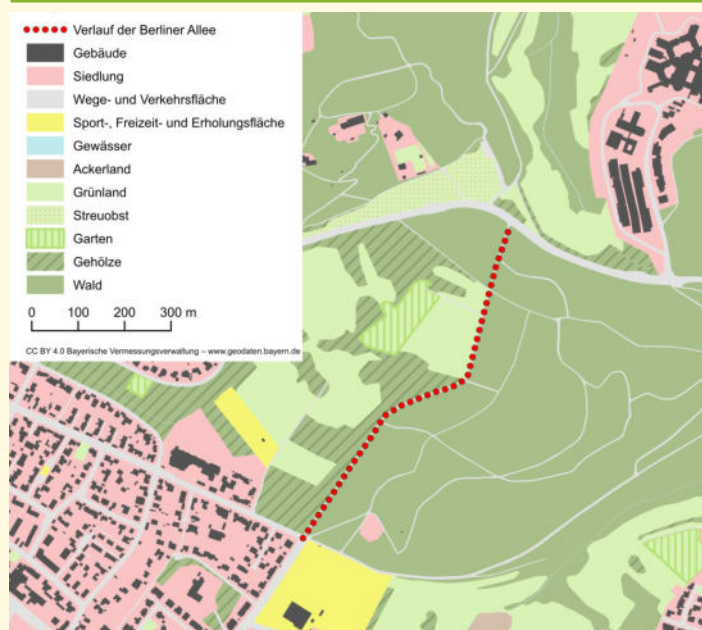 Verlauf der Berliner Allee
Gebäude
Siedlung
Wege- und Verkehrsfläche
Sport-, Freizeit- und Erholungsfläche
Gewässer
Ackerland
Grünland
Streuobst
Garten
Gehölze
Wald
0 100 200 300 m
CC BY 4.0 Bayerische Vermessungsverwaltung – www.geodaten.bayern.de